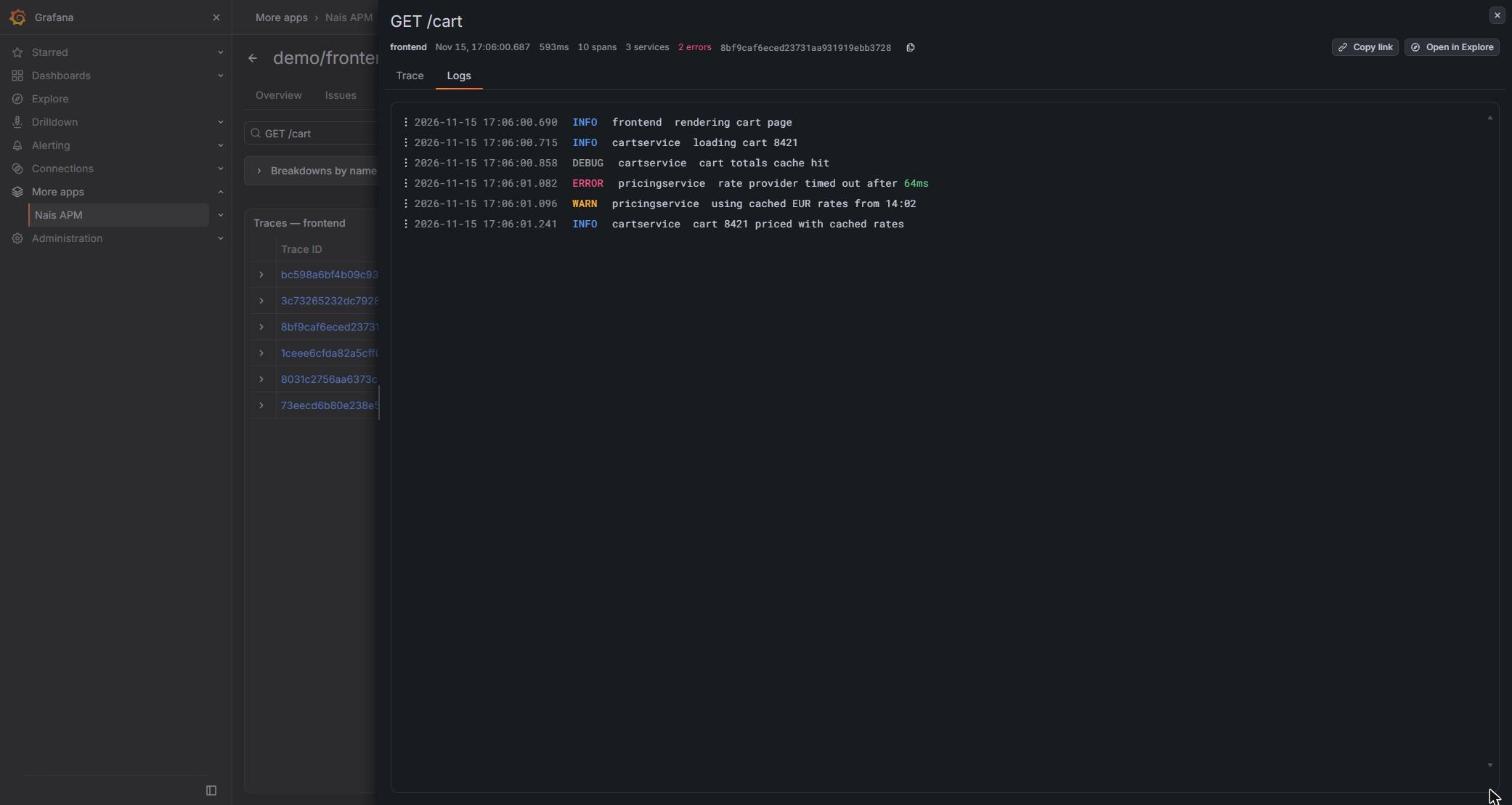 Grafana
Starred
Dashboards
Explore
Drilldown
Alerting
Connections
More apps
Nais APM
Administration
More apps › Nais APM
demo/fronte
Overview Issues
GET /cart
Breakdowns by name
Traces — frontend
Trace ID
bc598a6bf4b09c93
3c73265232dc7928
8bf9caf6eced23731
1ceee6cfda82a5cff
8031c2756aa6373c
73eecd6b80e238e5
GET /cart
frontend Nov 15, 17:06:00.687 593ms 10 spans 3 services 2 errors 8bf9caf6eced23731aa931919ebb3728
Copy link Open in Explore
Trace Logs
2026-11-15 17:06:00.690 INFO frontend rendering cart page
2026-11-15 17:06:00.715 INFO cartservice loading cart 8421
2026-11-15 17:06:00.858 DEBUG cartservice cart totals cache hit
2026-11-15 17:06:01.082 ERROR pricingservice rate provider timed out after 64ms
2026-11-15 17:06:01.096 WARN pricingservice using cached EUR rates from 14:02
2026-11-15 17:06:01.241 INFO cartservice cart 8421 priced with cached rates